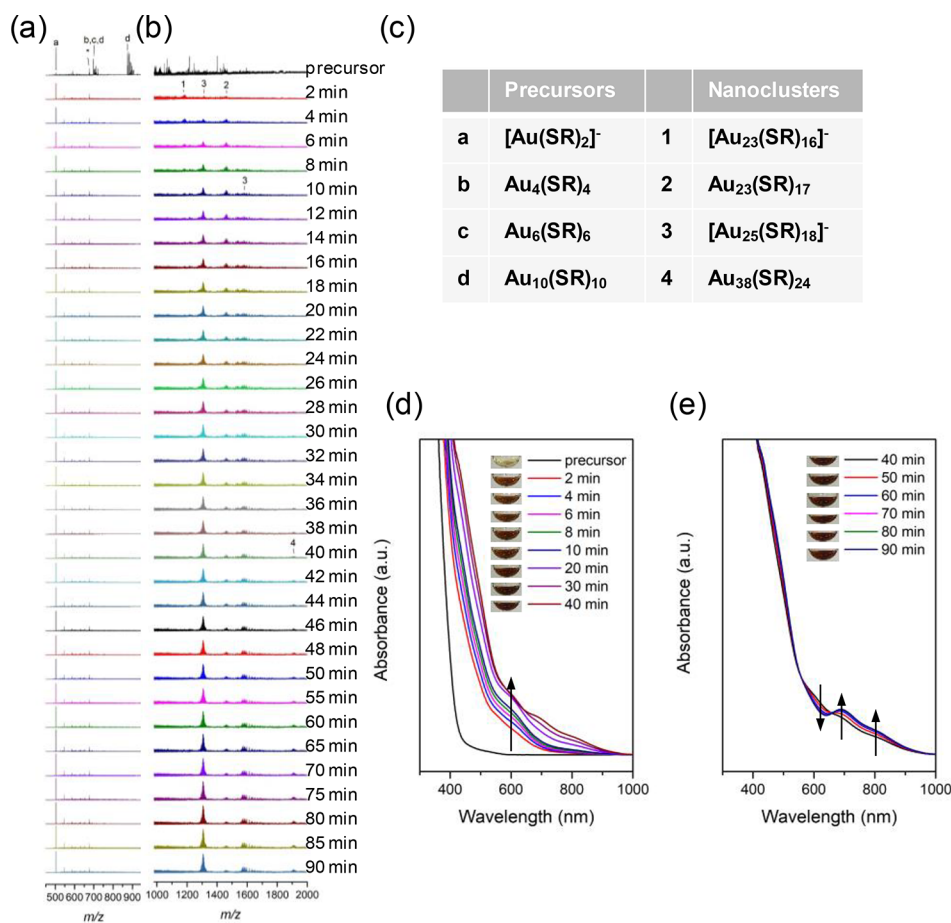 (a)
a
b,c,d
*
d
(b)
precursor
1
3
2
2 min
4 min
6 min
8 min
3
10 min
12 min
14 min
16 min
18 min
20 min
22 min
24 min
26 min
28 min
30 min
32 min
34 min
36 min
38 min
4
40 min
42 min
44 min
46 min
48 min
50 min
55 min
60 min
65 min
70 min
75 min
80 min
85 min
90 min
500 600 700 800 900
m/z
1000 1200 1400 1600 1800 2000
m/z
(c)
Precursors Nanoclusters
a [Au(SR)₂]⁻ 1 [Au₂₃(SR)₁₆]⁻
b Au₄(SR)₄ 2 Au₂₃(SR)₁₇
c Au₆(SR)₆ 3 [Au₂₅(SR)₁₈]⁻
d Au₁₀(SR)₁₀ 4 Au₃₈(SR)₂₄
(d)
Absorbance (a.u.)
precursor
2 min
4 min
6 min
8 min
10 min
20 min
30 min
40 min
400 600 800 1000
Wavelength (nm)
(e)
Absorbance (a.u.)
40 min
50 min
60 min
70 min
80 min
90 min
400 600 800 1000
Wavelength (nm)